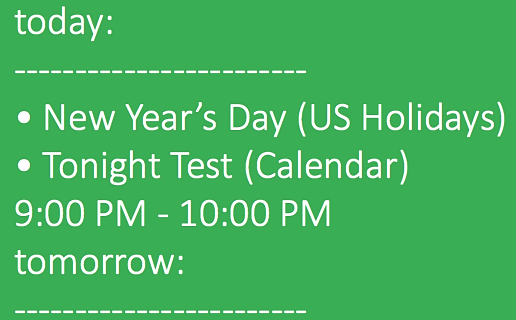 today:
------------------------
• New Year’s Day (US Holidays)
• Tonight Test (Calendar)
9:00 PM - 10:00 PM
tomorrow:
------------------------